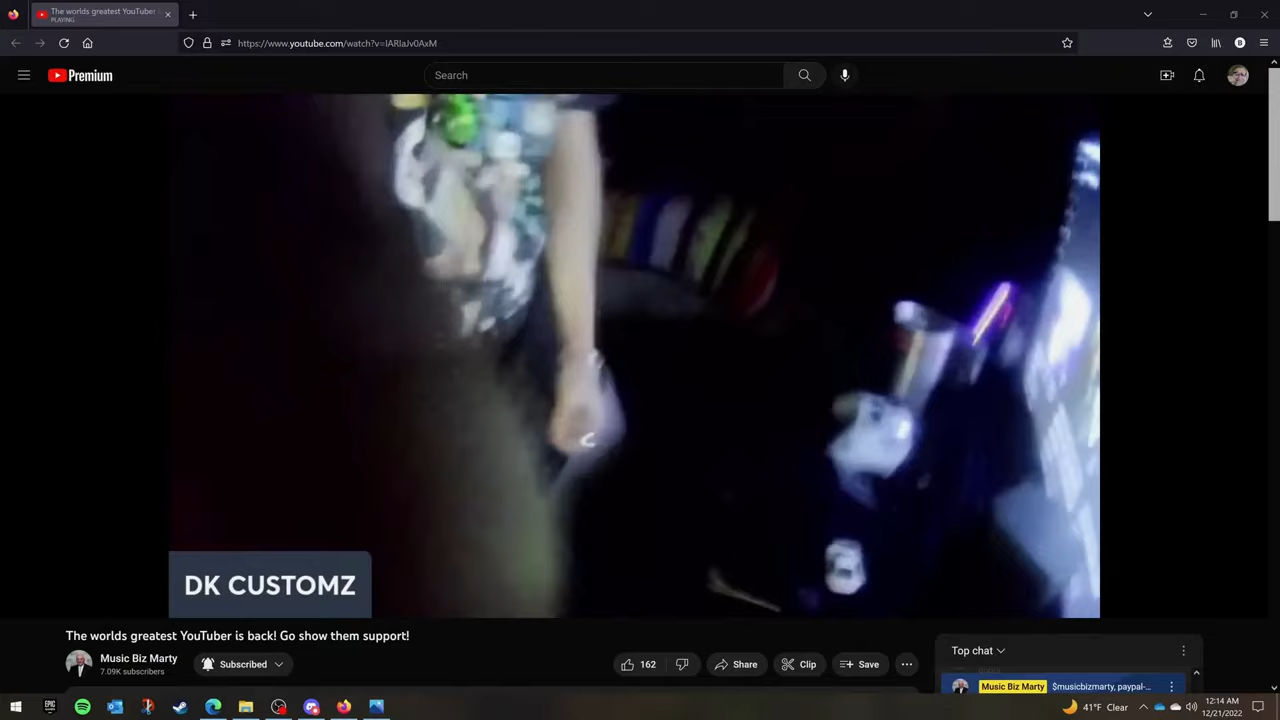 The worlds greatest YouTuber
PLAYING
https://www.youtube.com/watch?v=lARlaJv0AxM
B
Premium
Search
DK CUSTOMZ
The worlds greatest YouTuber is back! Go show them support!
Music Biz Marty
7.09K subscribers
Subscribed
162
Share
Clip
Save
Top chat
Music Biz Marty $musicbizmarty, paypal-...
EPIC
41°F Clear
12:14 AM
12/21/2022